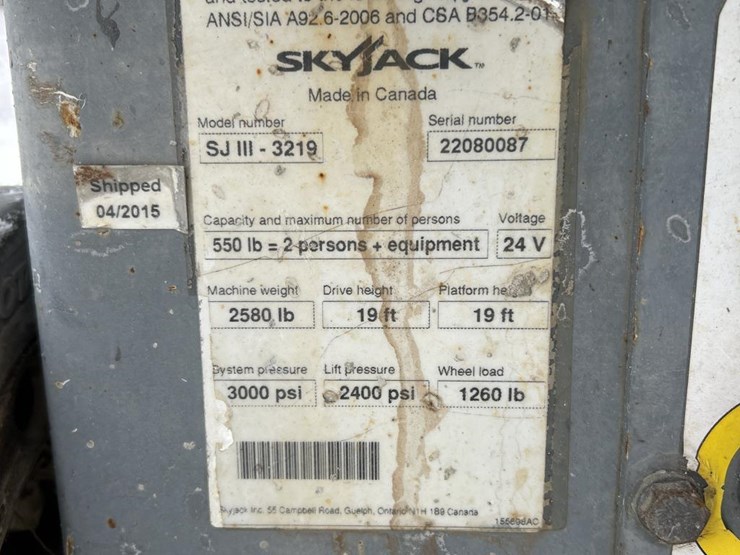 ANSI/SIA A92.6-2006 and CSA B354.2-01
SKYJACK™
Made in Canada
Model number Serial number
SJ III - 3219 22080087
Shipped
04/2015
Capacity and maximum number of persons Voltage
550 lb = 2 persons + equipment 24 V
Machine weight Drive height Platform
2580 lb 19 ft 19 ft
System pressure Lift pressure Wheel load
3000 psi 2400 psi 1260 lb
Skyjack Inc. 55 Campbell Road, Guelph, Ontario N1H 1B9 Canada